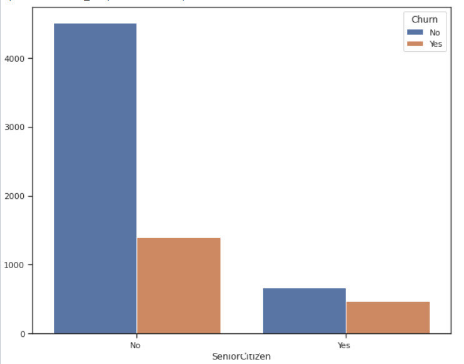 Churn
No
Yes
4000
3000
2000
1000
0
No Yes
SeniorCitizen